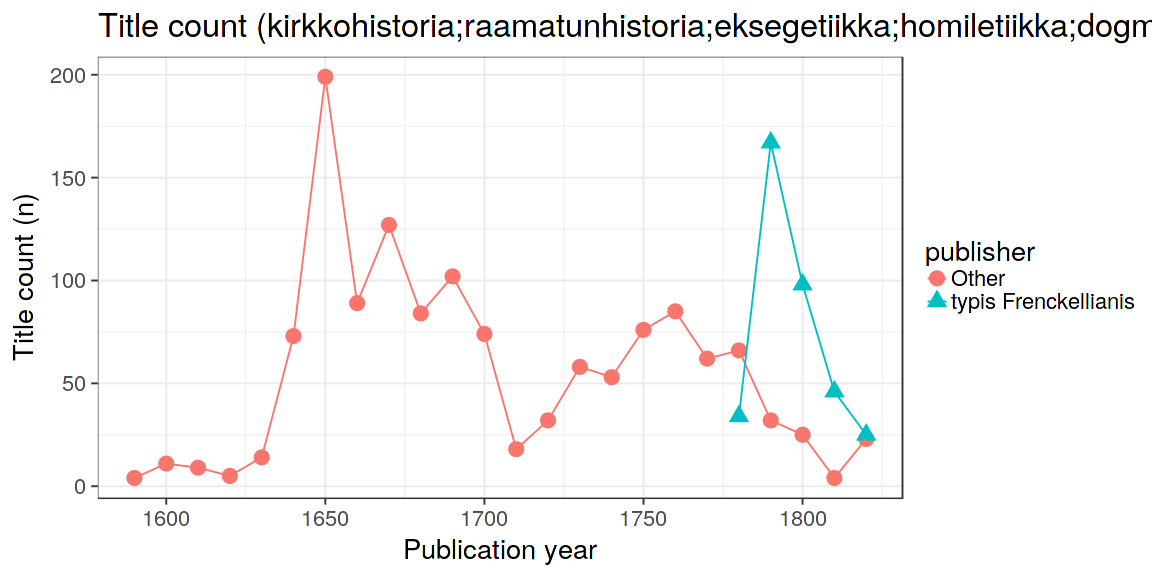 Title count (kirkkohistoria;raamatunhistoria;eksegetiikka;homiletiikka;dogm
200
150
100
50
0
Title count (n)
1600 1650 1700 1750 1800
Publication year
publisher
Other
typis Frenckellianis